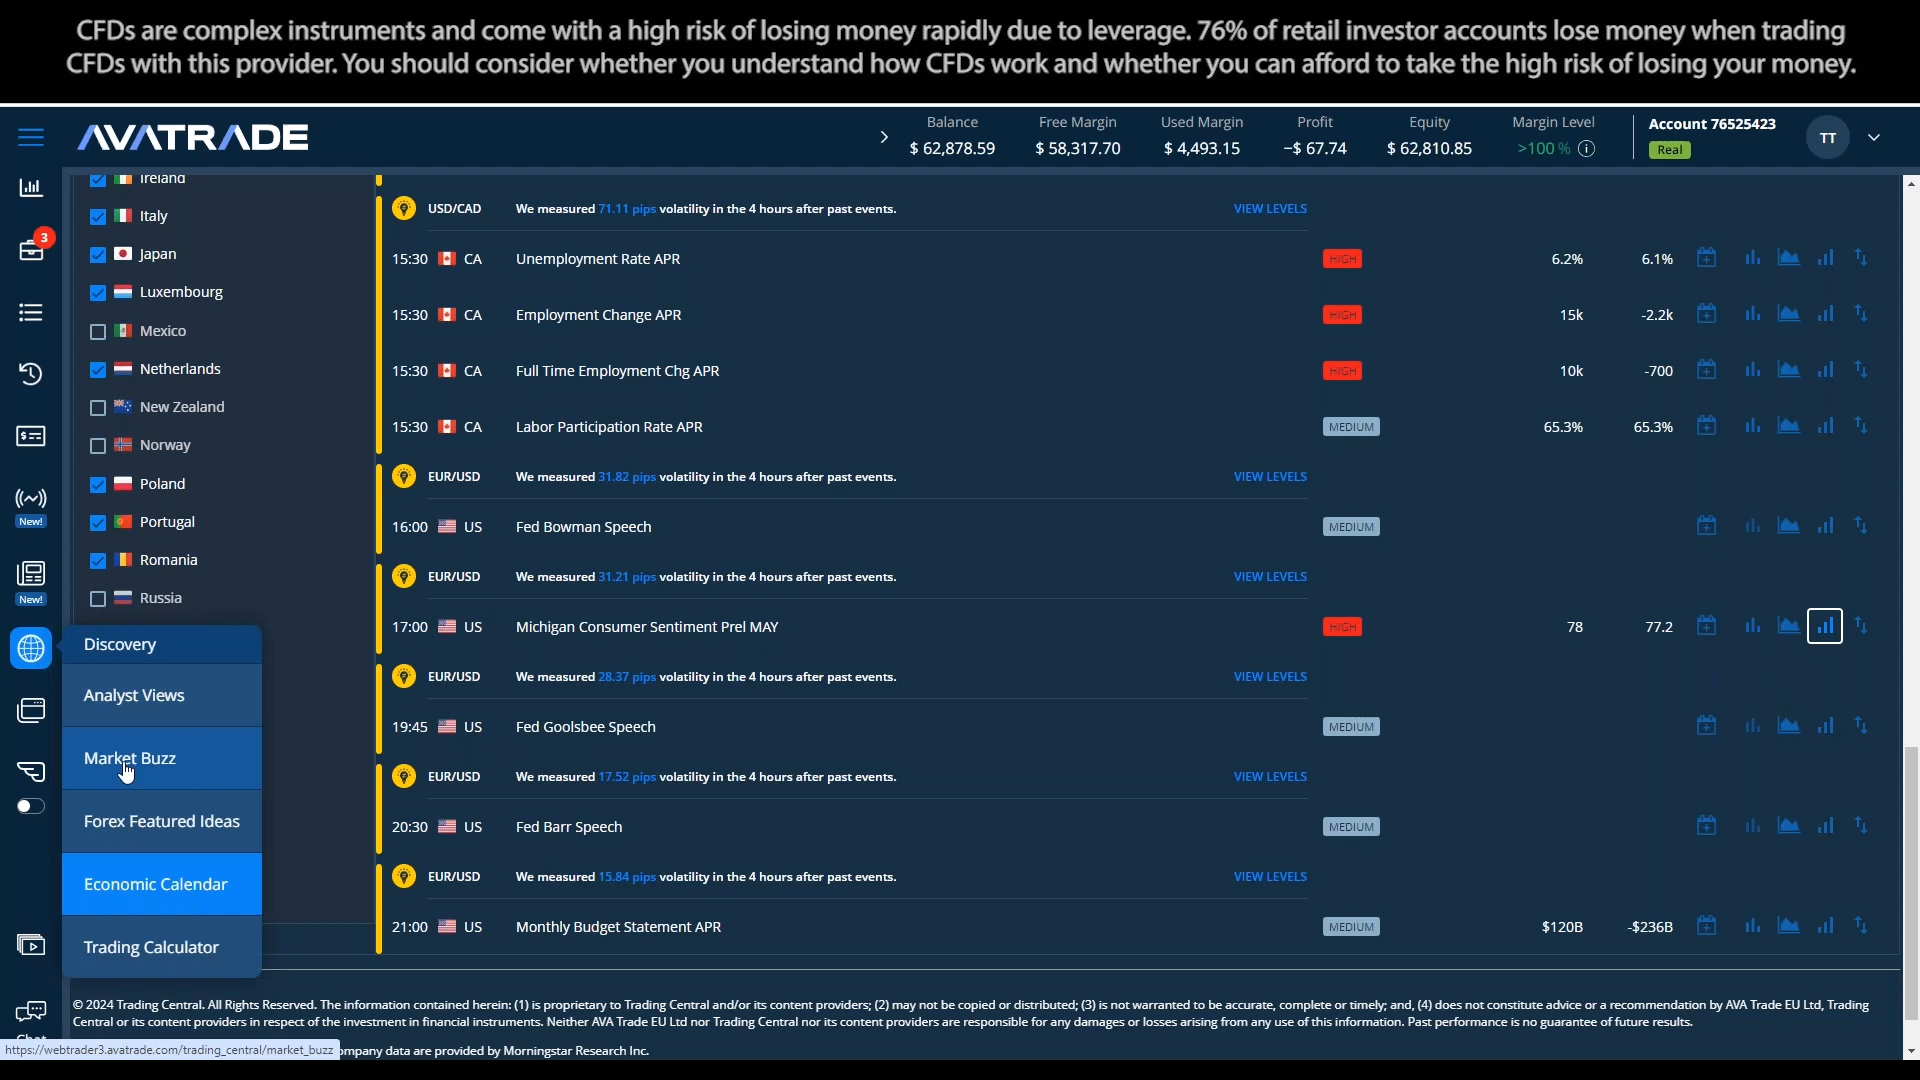 CFDs are complex instruments and come with a high risk of losing money rapidly due to leverage. 76% of retail investor accounts lose money when trading
CFDs with this provider. You should consider whether you understand how CFDs work and whether you can afford to take the high risk of losing your money.
AVATRADE
Balance
$ 62,878.59
Free Margin
$ 58,317.70
Used Margin
$ 4,493.15
Profit
−$ 67.74
Equity
$ 62,810.85
Margin Level
>100 %
Account 76525423
Real
TT
3
New!
New!
Ireland
Italy
Japan
Luxembourg
Mexico
Netherlands
New Zealand
Norway
Poland
Portugal
Romania
Russia
Discovery
Analyst Views
Market Buzz
Forex Featured Ideas
Economic Calendar
Trading Calculator
USD/CAD We measured 71.11 pips volatility in the 4 hours after past events. VIEW LEVELS
15:30 CA Unemployment Rate APR HIGH 6.2% 6.1%
15:30 CA Employment Change APR HIGH 15k -2.2k
15:30 CA Full Time Employment Chg APR HIGH 10k -700
15:30 CA Labor Participation Rate APR MEDIUM 65.3% 65.3%
EUR/USD We measured 31.82 pips volatility in the 4 hours after past events. VIEW LEVELS
16:00 US Fed Bowman Speech MEDIUM
EUR/USD We measured 31.21 pips volatility in the 4 hours after past events. VIEW LEVELS
17:00 US Michigan Consumer Sentiment Prel MAY HIGH 78 77.2
EUR/USD We measured 28.37 pips volatility in the 4 hours after past events. VIEW LEVELS
19:45 US Fed Goolsbee Speech MEDIUM
EUR/USD We measured 17.52 pips volatility in the 4 hours after past events. VIEW LEVELS
20:30 US Fed Barr Speech MEDIUM
EUR/USD We measured 15.84 pips volatility in the 4 hours after past events. VIEW LEVELS
21:00 US Monthly Budget Statement APR MEDIUM $120B -$236B
© 2024 Trading Central. All Rights Reserved. The information contained herein: (1) is proprietary to Trading Central and/or its content providers; (2) may not be copied or distributed; (3) is not warranted to be accurate, complete or timely; and, (4) does not constitute advice or a recommendation by AVA Trade EU Ltd, Trading
Central or its content providers in respect of the investment in financial instruments. Neither AVA Trade EU Ltd nor Trading Central nor its content providers are responsible for any damages or losses arising from any use of this information. Past performance is no guarantee of future results.
https://webtrader3.avatrade.com/trading_central/market_buzz
ompany data are provided by Morningstar Research Inc.